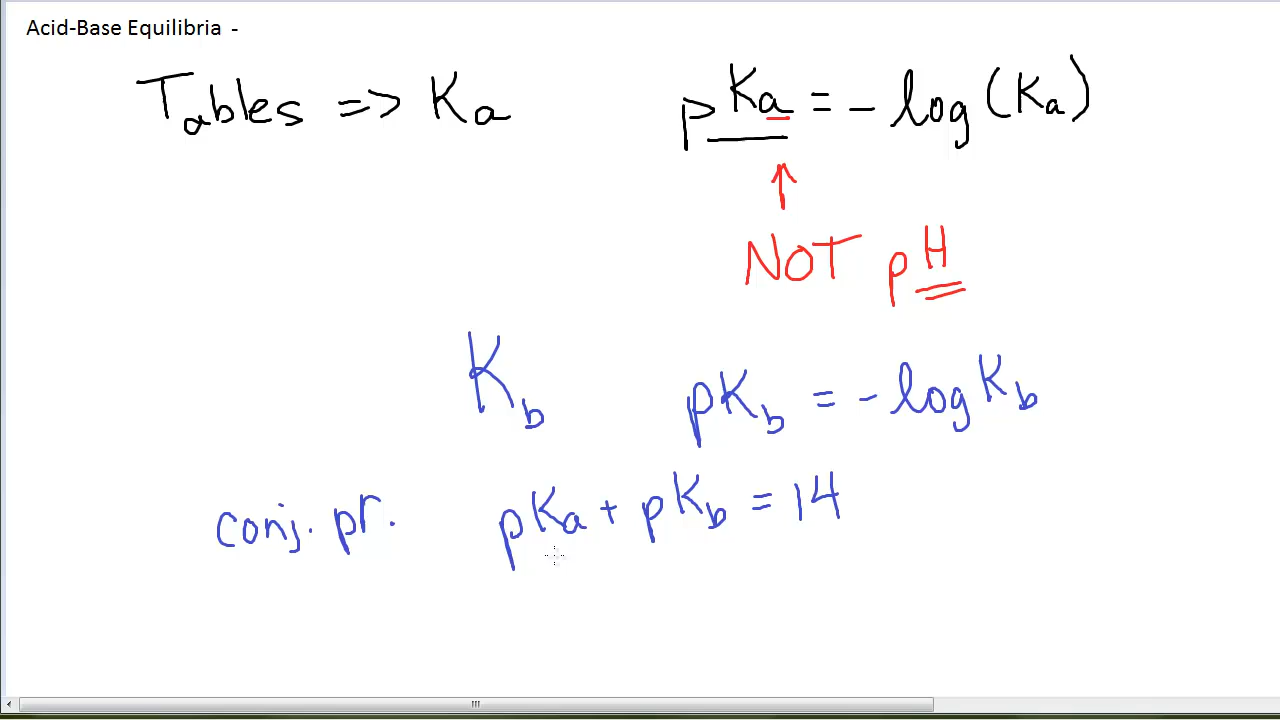 Acid-Base Equilibria -
Tables => Ka pKa = - log (Ka)
NOT pH
Kb pKb = - log Kb
conj. pr. pKa + pKb = 14